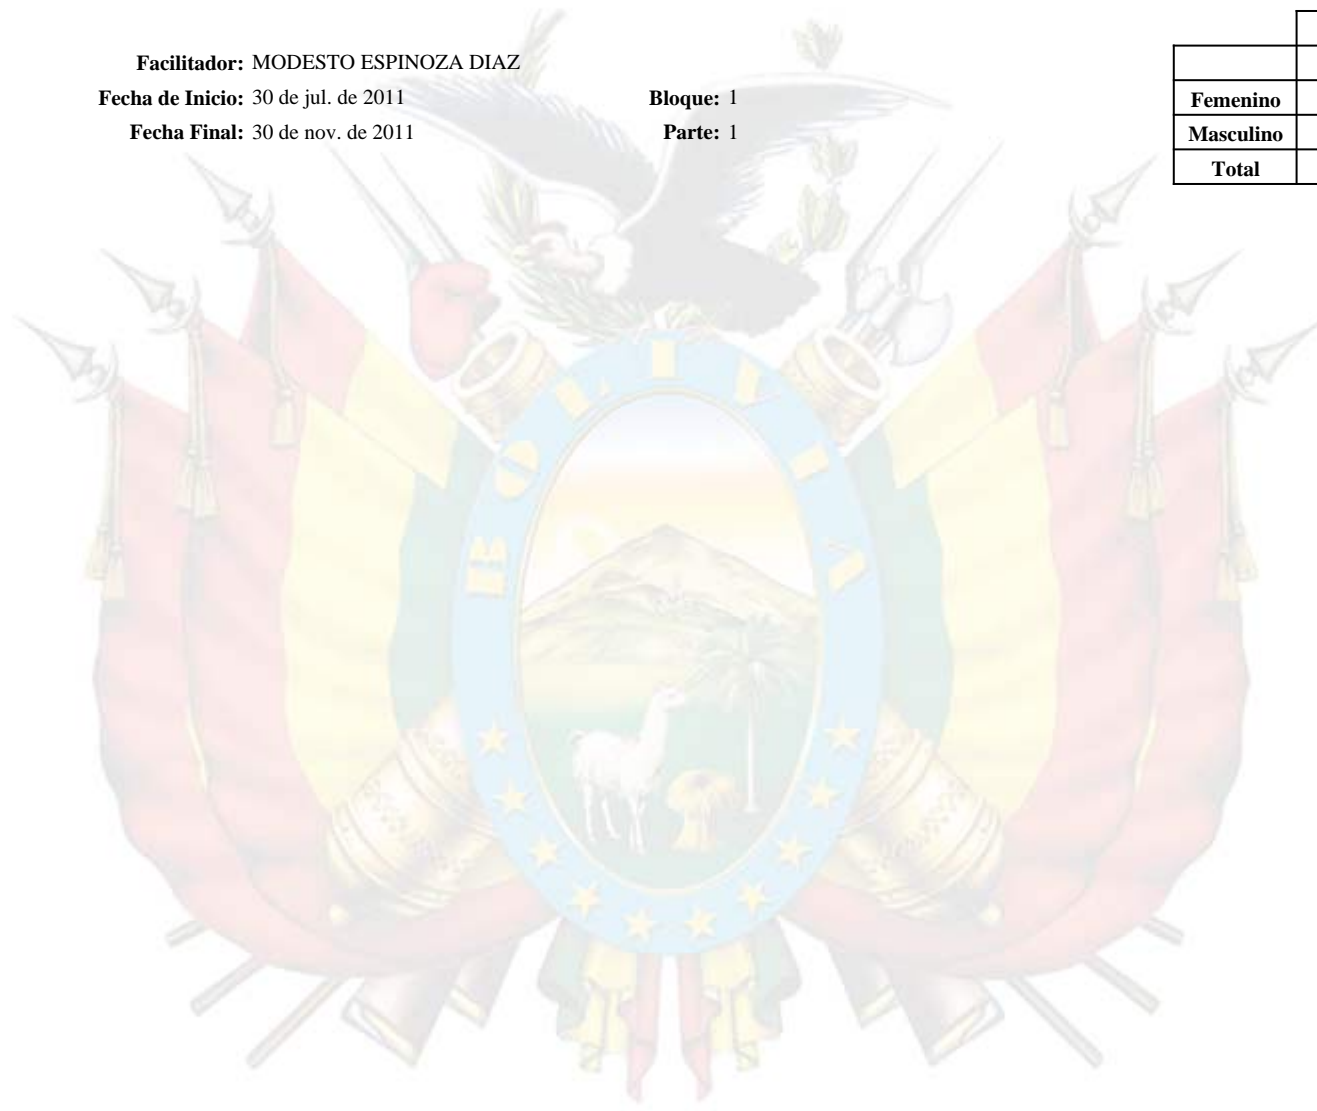 Facilitador: MODESTO ESPINOZA DIAZ
Fecha de Inicio: 30 de jul. de 2011 Bloque: 1
Fecha Final: 30 de nov. de 2011 Parte: 1
Femenino
Masculino
Total
BOLIVIA